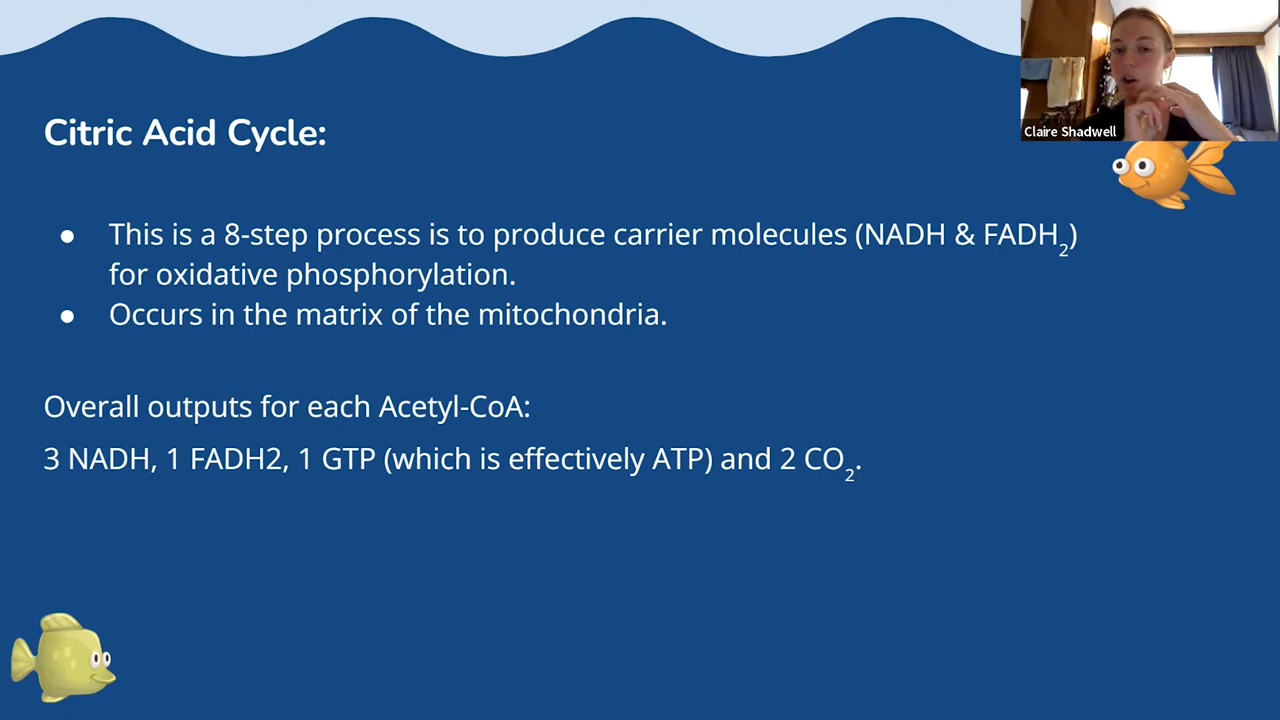 Claire Shadwell
Citric Acid Cycle:
● This is a 8-step process is to produce carrier molecules (NADH & FADH₂)
for oxidative phosphorylation.
● Occurs in the matrix of the mitochondria.
Overall outputs for each Acetyl-CoA:
3 NADH, 1 FADH2, 1 GTP (which is effectively ATP) and 2 CO₂.